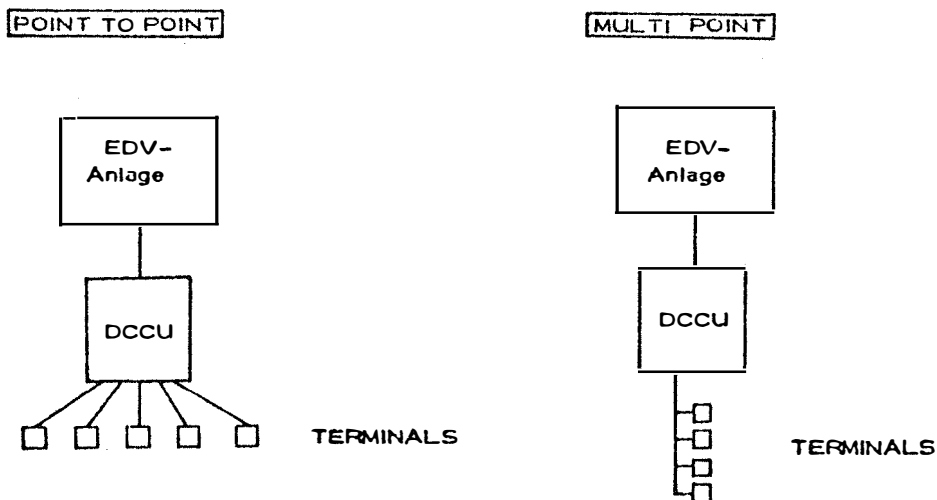 POINT TO POINT
MULTI POINT
EDV-
Anlage
EDV-
Anlage
DCCU
DCCU
TERMINALS
TERMINALS